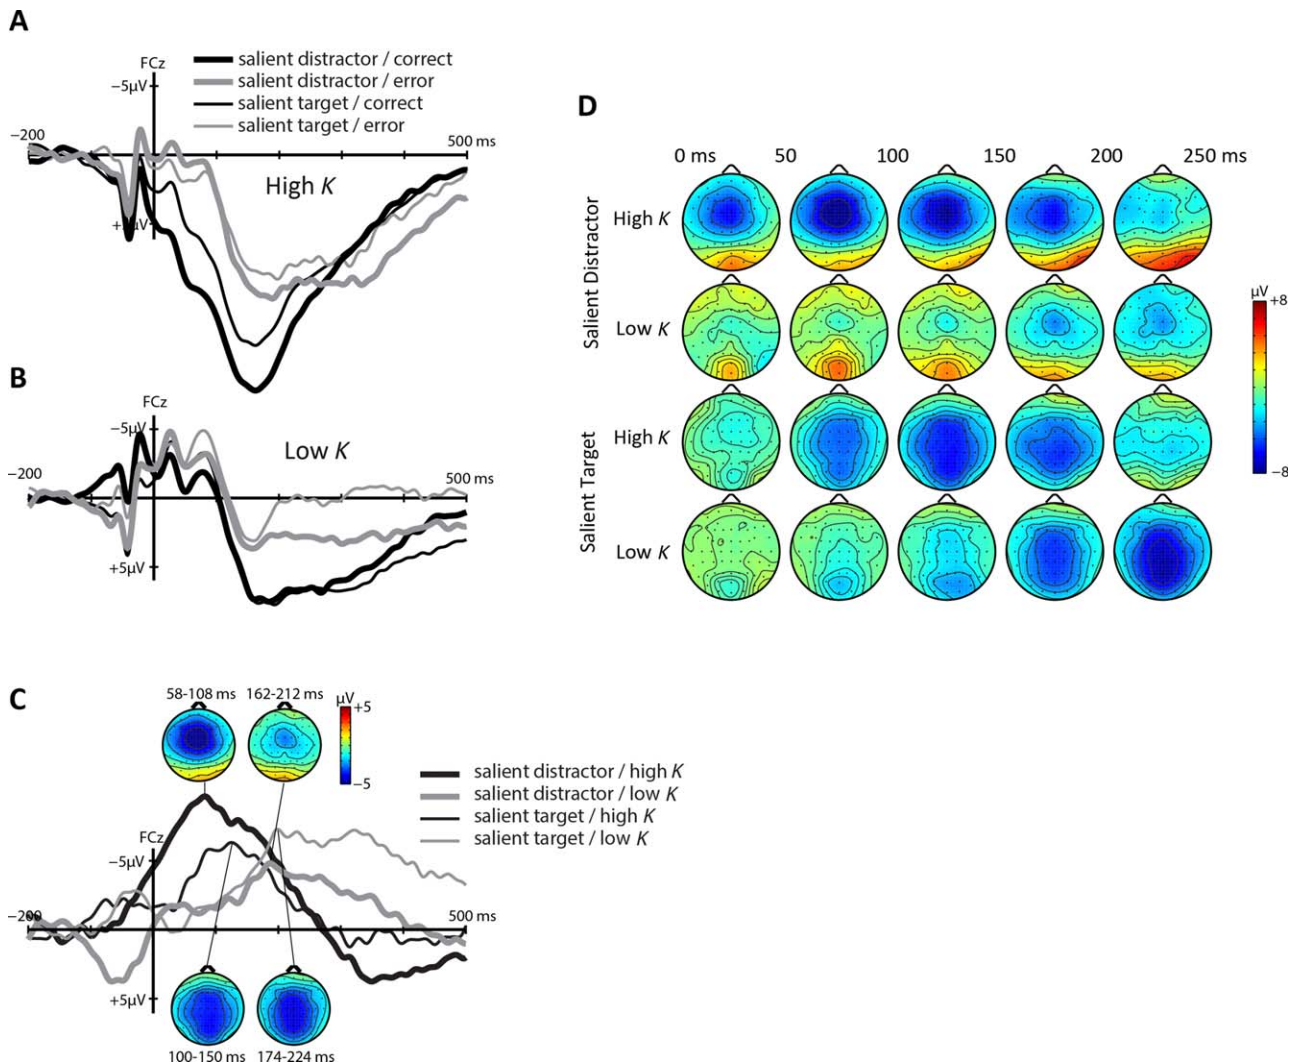 A
FCz
−5µV
salient distractor / correct
salient distractor / error
salient target / correct
salient target / error
−200
500 ms
High K
B
FCz
−5µV
Low K
−200
500 ms
+5µV
C
58-108 ms
162-212 ms
µV
+5
−5
salient distractor / high K
salient distractor / low K
salient target / high K
salient target / low K
FCz
−5µV
−200
500 ms
+5µV
100-150 ms
174-224 ms
D
0 ms
50
100
150
200
250 ms
Salient Distractor
High K
Low K
Salient Target
High K
Low K
µV
+8
−8